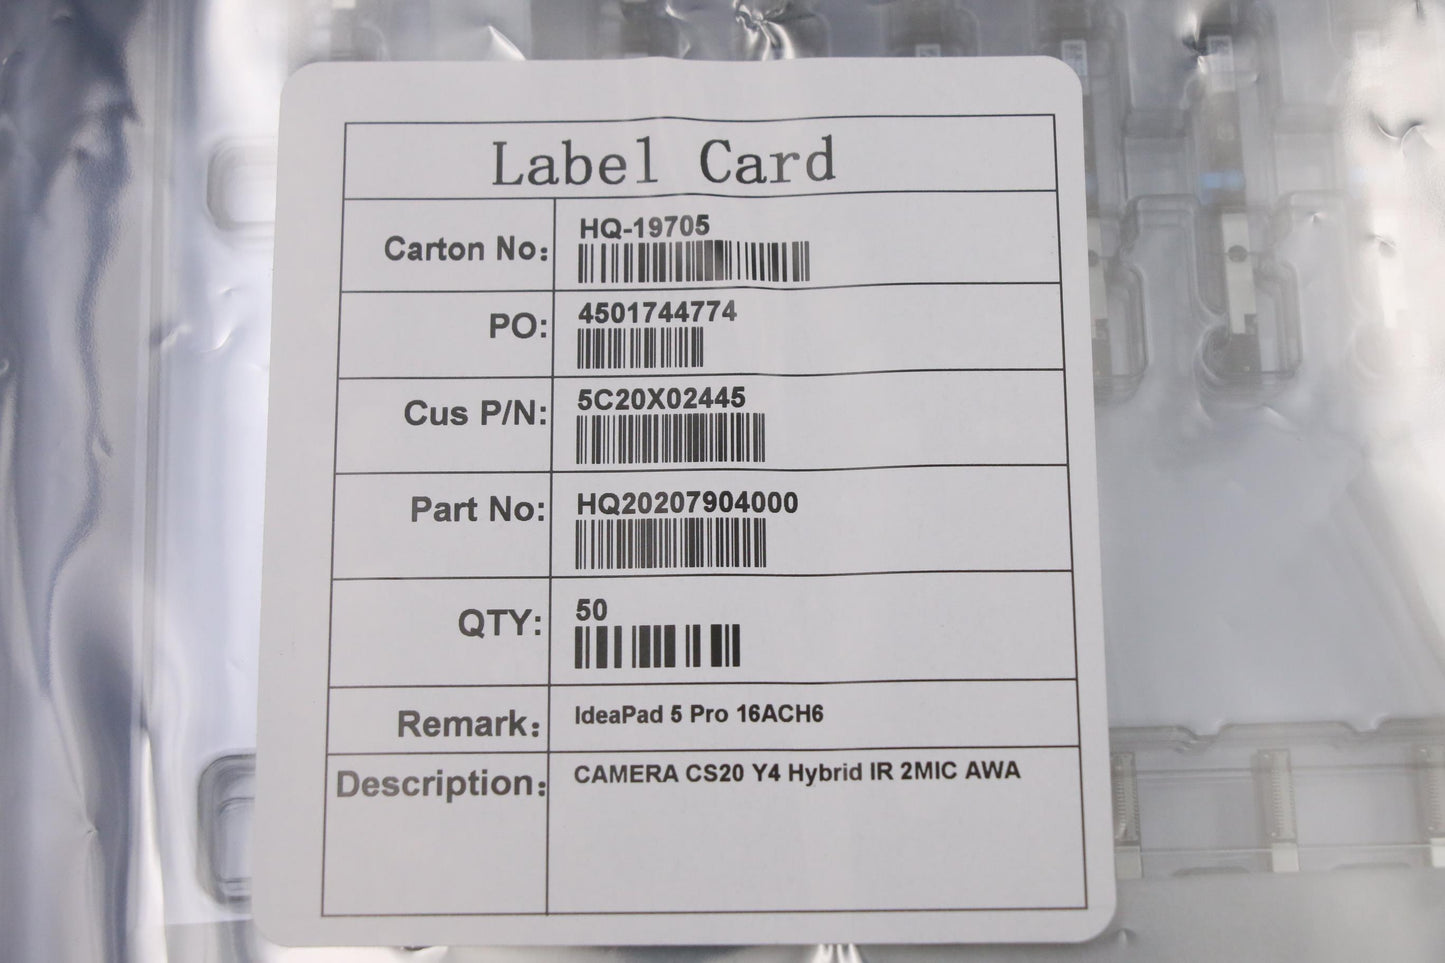 Label Card
Carton No: HQ-19705
PO: 4501744774
Cus P/N: 5C20X02445
Part No: HQ20207904000
QTY: 50
Remark: IdeaPad 5 Pro 16ACH6
Description: CAMERA CS20 Y4 Hybrid IR 2MIC AWA